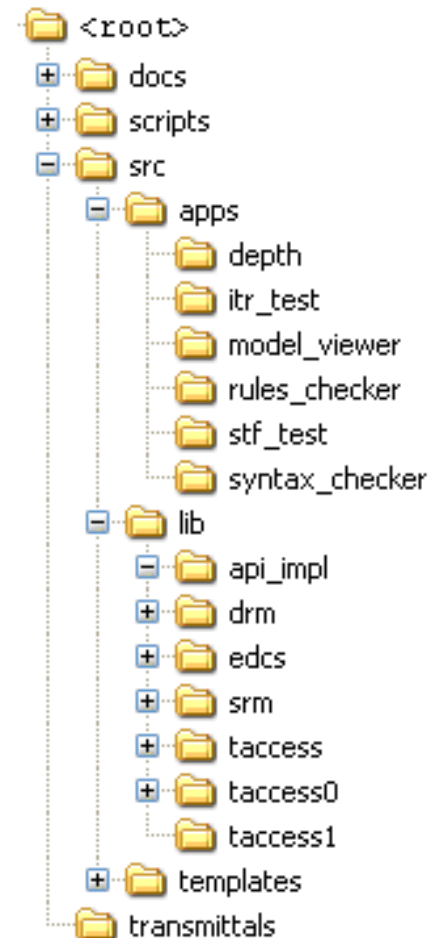 <root>
docs
scripts
src
apps
depth
itr_test
model_viewer
rules_checker
stf_test
syntax_checker
lib
api_impl
drm
edcs
srm
taccess
taccess0
taccess1
templates
transmittals